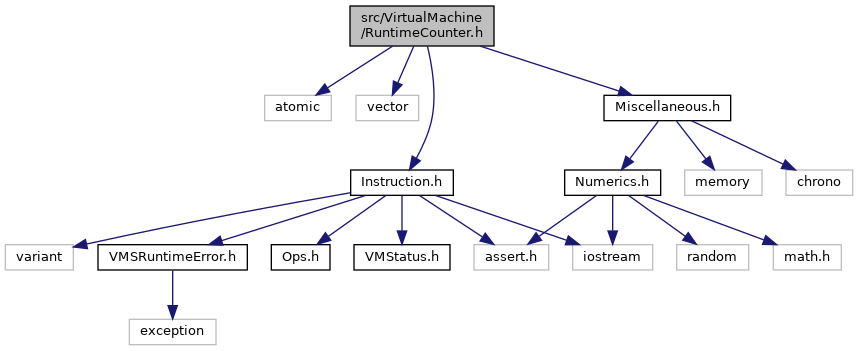 src/VirtualMachine
/RuntimeCounter.h
atomic
vector
Miscellaneous.h
Instruction.h
Numerics.h
memory
chrono
variant
VMSRuntimeError.h
Ops.h
VMStatus.h
assert.h
iostream
random
math.h
exception